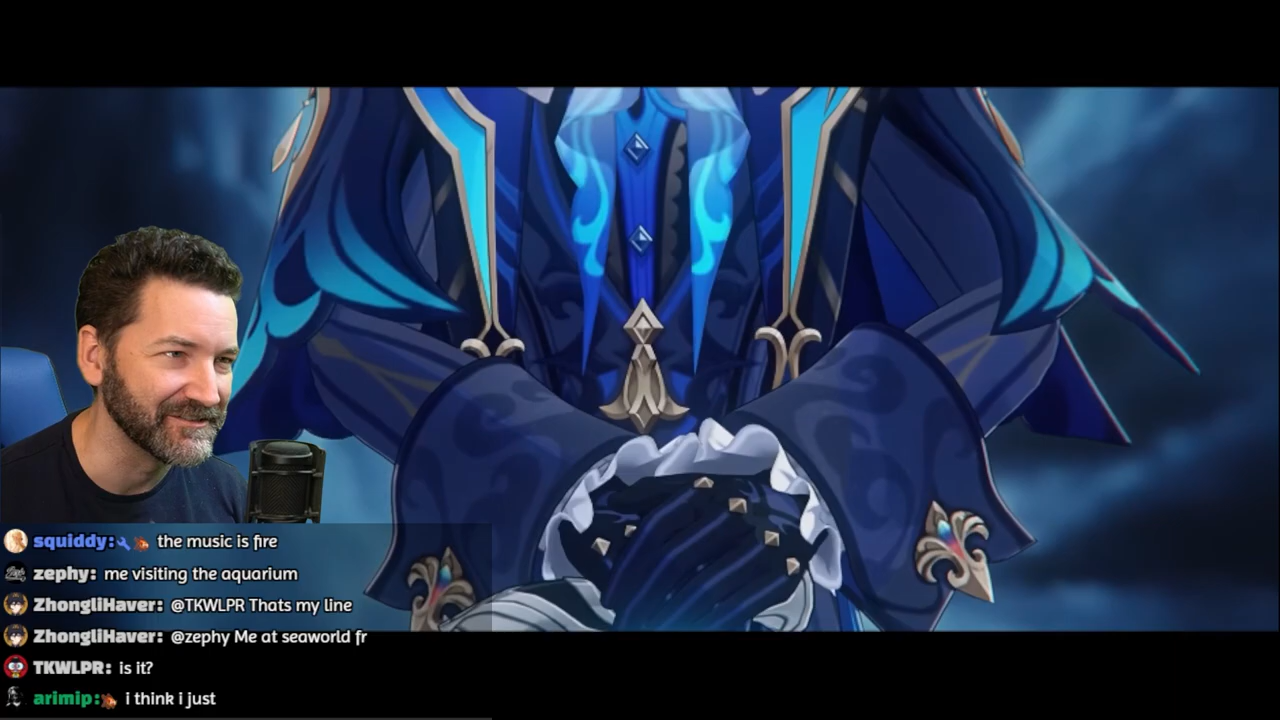 squiddy: the music is fire
zephy: me visiting the aquarium
ZhongliHaver: @TKWLPR Thats my line
ZhongliHaver: @zephy Me at seaworld fr
TKWLPR: is it?
arimip: i think i just